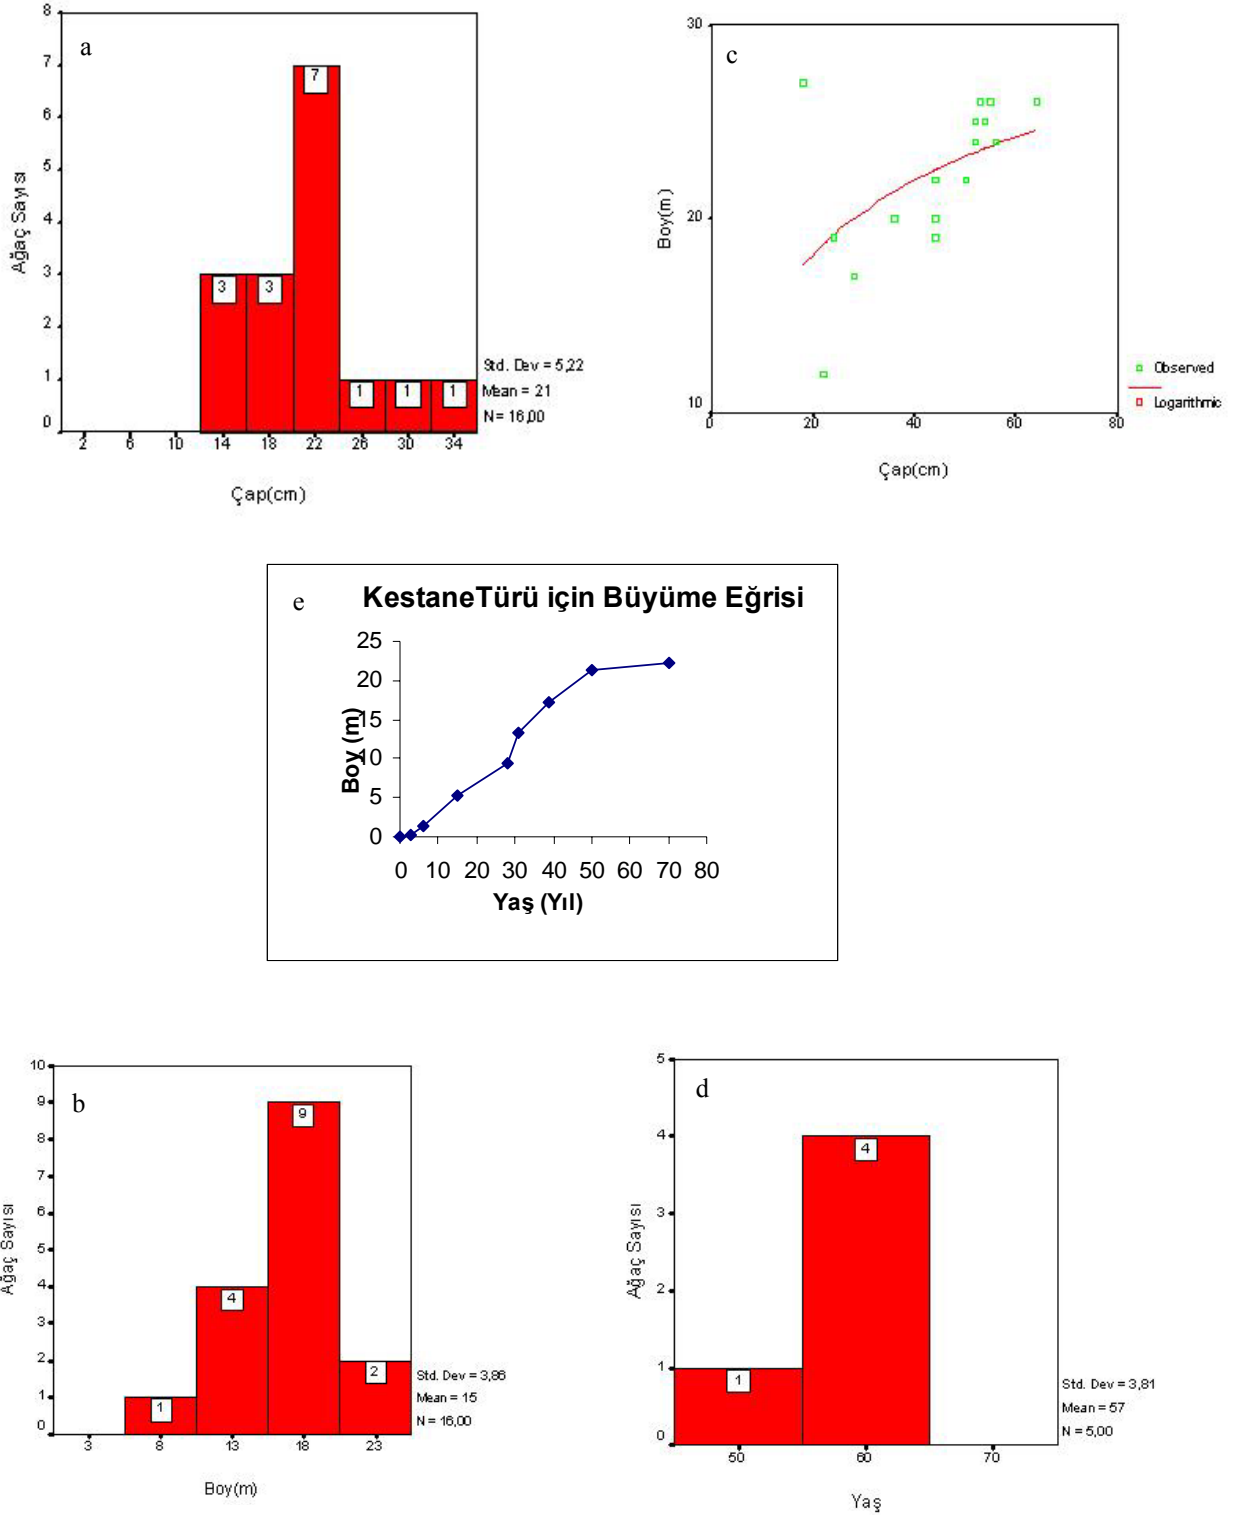 a
8
7
6
5
4
3
2
1
0
Ağaç Sayısı
7
3
3
1
1
1
2 6 10 14 18 22 26 30 34
Çap(cm)
Std. Dev = 5,22
Mean = 21
N = 16,00
c
30
20
10
Boy(m)
0 20 40 60 80
Çap(cm)
Observed
Logarithmic
e
KestaneTürü için Büyüme Eğrisi
25
20
15
10
5
0
Boy (m)
0 10 20 30 40 50 60 70 80
Yaş (Yıl)
b
10
9
8
7
6
5
4
3
2
1
0
Ağaç Sayısı
9
4
2
1
3 8 13 18 23
Boy(m)
Std. Dev = 3,86
Mean = 15
N = 16,00
d
5
4
3
2
1
0
Ağaç Sayısı
4
1
50 60 70
Yaş
Std. Dev = 3,81
Mean = 57
N = 5,00